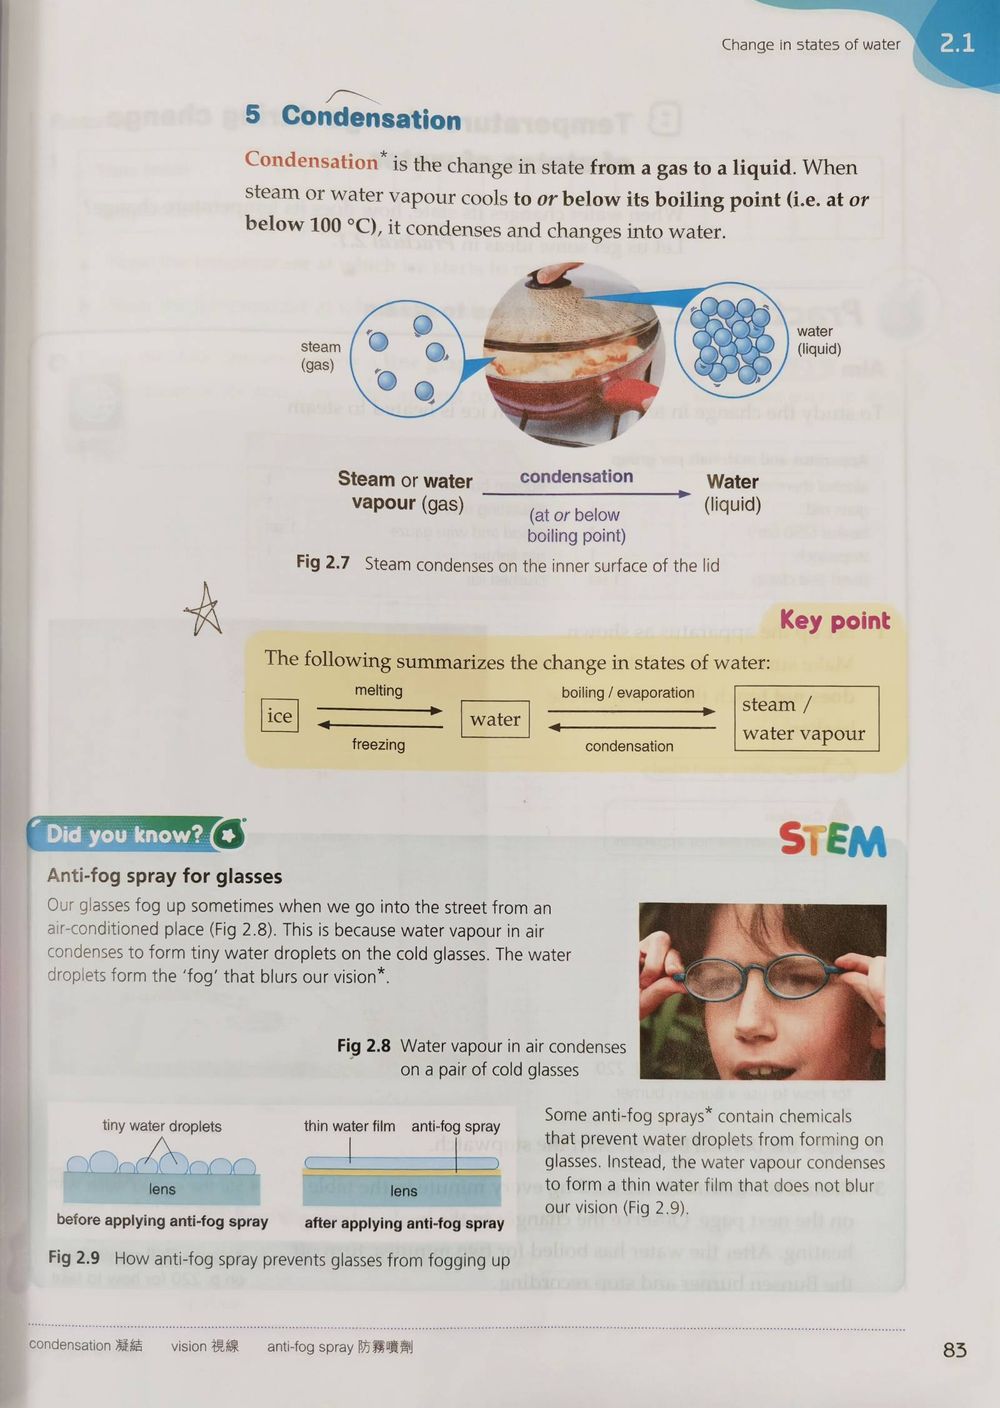 Change in states of water
2.1
5 Condensation
Condensation* is the change in state from a gas to a liquid. When
steam or water vapour cools to or below its boiling point (i.e. at or
below 100 °C), it condenses and changes into water.
steam
(gas)
water
(liquid)
Steam or water
vapour (gas)
condensation
(at or below
boiling point)
Water
(liquid)
Fig 2.7 Steam condenses on the inner surface of the lid
Key point
The following summarizes the change in states of water:
ice
melting
freezing
water
boiling / evaporation
condensation
steam /
water vapour
Did you know?
STEM
Anti-fog spray for glasses
Our glasses fog up sometimes when we go into the street from an
air-conditioned place (Fig 2.8). This is because water vapour in air
condenses to form tiny water droplets on the cold glasses. The water
droplets form the ‘fog’ that blurs our vision*.
Fig 2.8 Water vapour in air condenses
on a pair of cold glasses
tiny water droplets
lens
before applying anti-fog spray
thin water film anti-fog spray
lens
after applying anti-fog spray
Fig 2.9 How anti-fog spray prevents glasses from fogging up
Some anti-fog sprays* contain chemicals
that prevent water droplets from forming on
glasses. Instead, the water vapour condenses
to form a thin water film that does not blur
our vision (Fig 2.9).
condensation 凝結 vision 視線 anti-fog spray 防霧噴劑
83